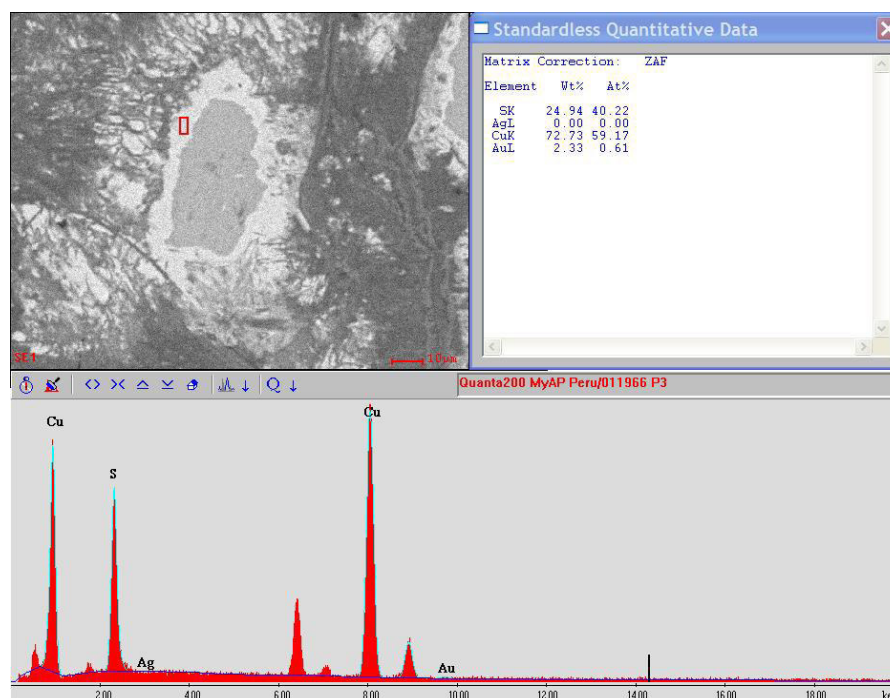 Standardless Quantitative Data
Matrix Correction: ZAF
Element Wt% At%
SK 24.94 40.22
AgL 0.00 0.00
CuK 72.73 59.17
AuL 2.33 0.61
SE1
10µm
Quanta200 MyAP Peru/011966 P3
Cu
Cu
S
Ag
Au
2.00 4.00 6.00 8.00 10.00 12.00 14.00 16.00 18.00